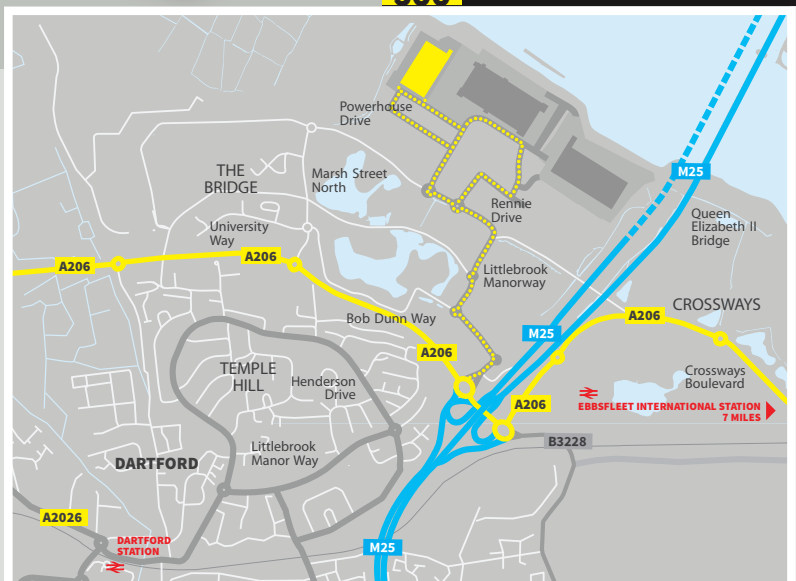 Powerhouse
Drive
THE
BRIDGE
Marsh Street
North
M25
Rennie
Drive
Queen
Elizabeth II
Bridge
University
Way
A206
A206
Littlebrook
Manorway
CROSSWAYS
Bob Dunn Way
M25
A206
A206
TEMPLE
HILL
Henderson
Drive
Crossways
Boulevard
A206
EBBSFLEET INTERNATIONAL STATION
7 MILES
Littlebrook
Manor Way
B3228
DARTFORD
A2026
DARTFORD
STATION
M25